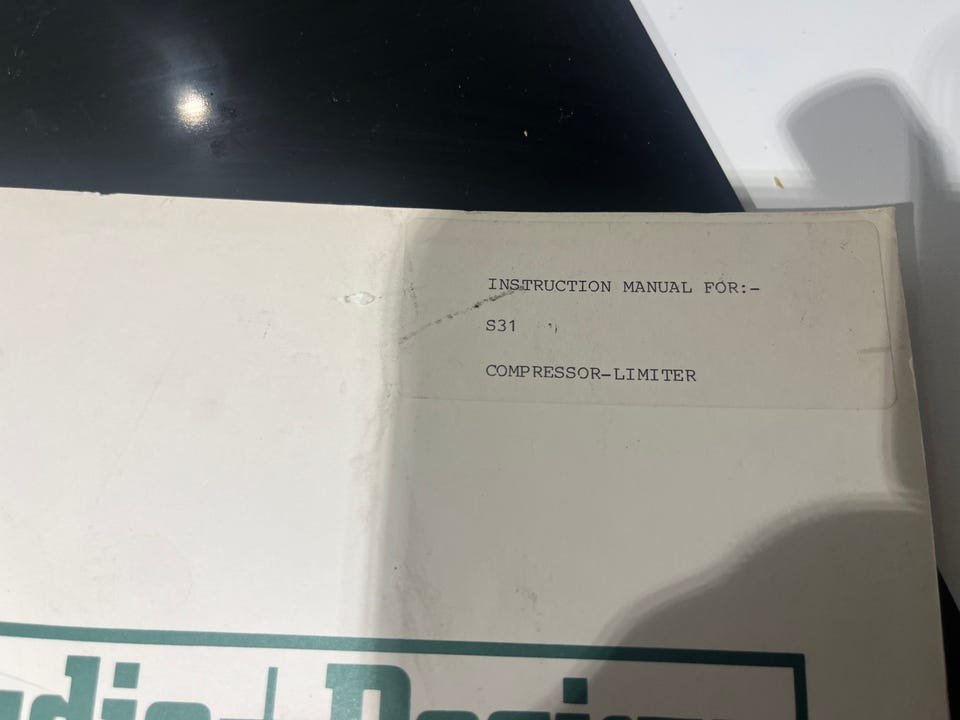 INSTRUCTION MANUAL FOR:-
S31
COMPRESSOR-LIMITER